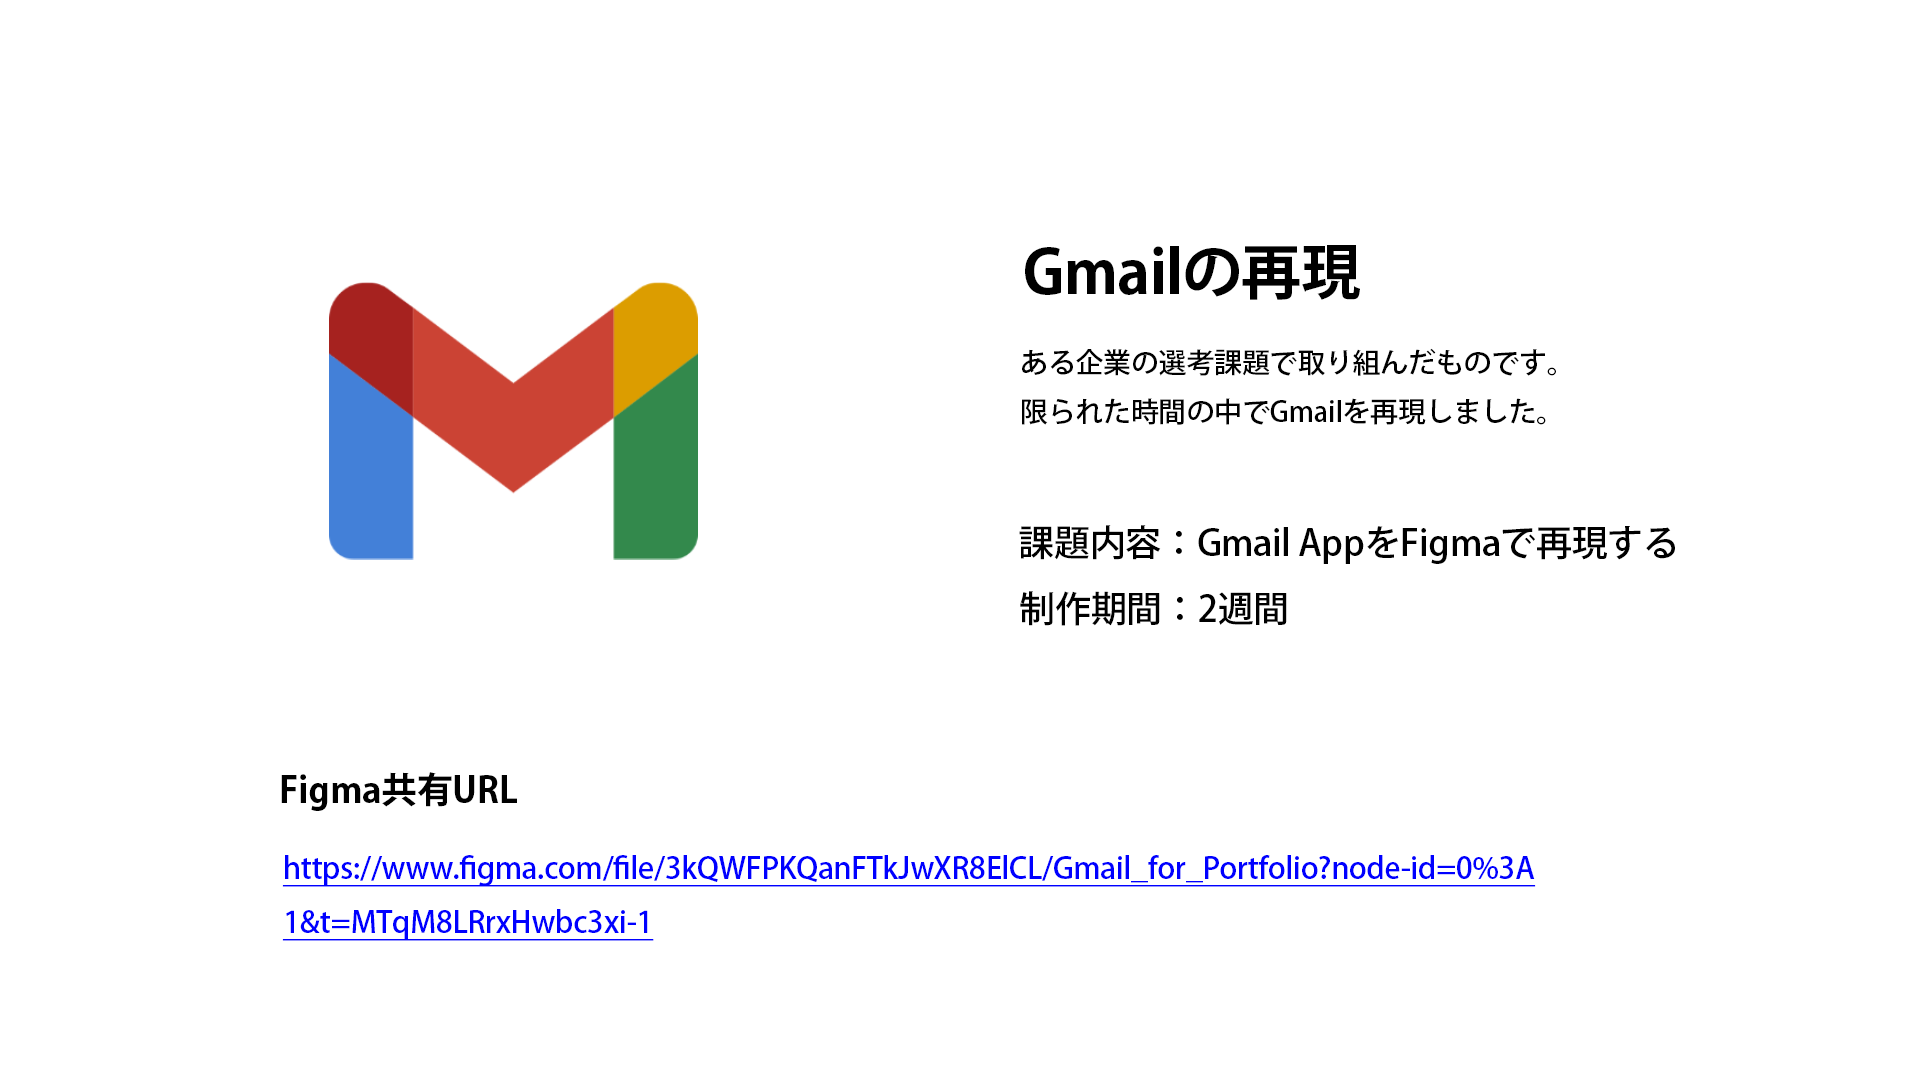 Gmailの再現
ある企業の選考課題で取り組んだものです。
限られた時間の中でGmailを再現しました。
課題内容：Gmail AppをFigmaで再現する
制作期間：2週間
Figma共有URL
https://www.figma.com/file/3kQWFPKQanFTkJwXR8ElCL/Gmail_for_Portfolio?node-id=0%3A
1&t=MTqM8LRrxHwbc3xi-1